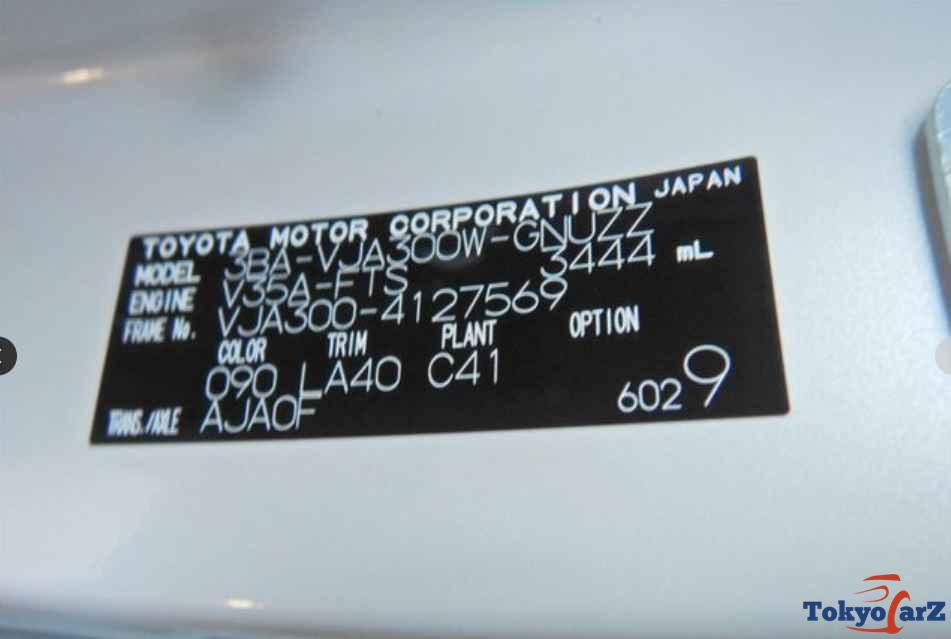 TOYOTA MOTOR CORPORATION JAPAN
MODEL 3BA-VJA300W-GNUZZ
ENGINE V35A-FTS 3444 mL
FRAME No. VJA300-4127569
COLOR TRIM PLANT OPTION
090 LA40 C41
TRANS./AXLE AJA0F 6029
TokyoCarZ